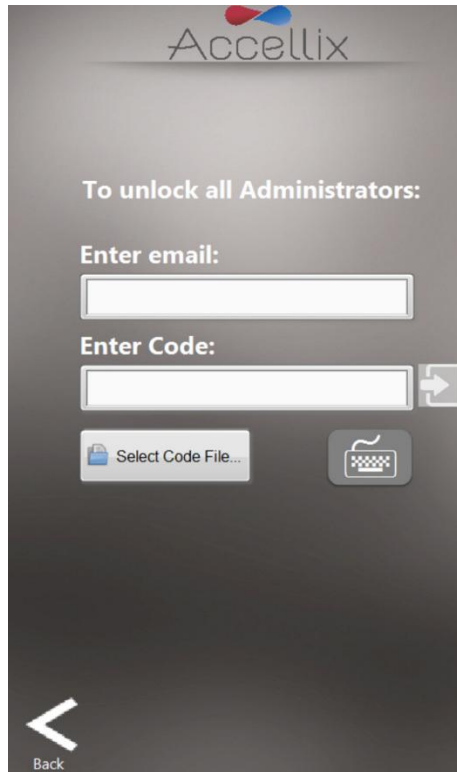 Accellix
To unlock all Administrators:
Enter email:
Enter Code:
Select Code File...
Back